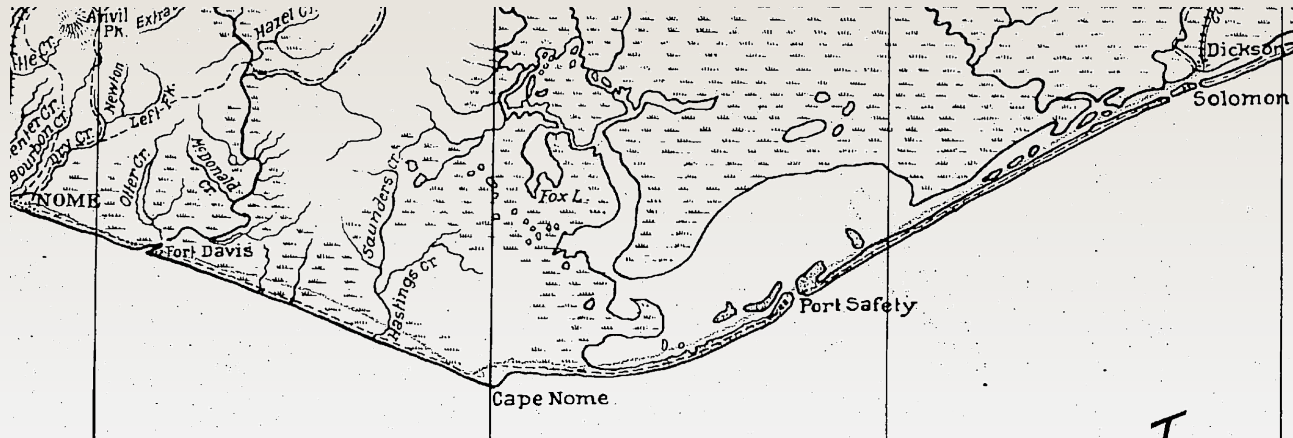 Anvil
Pk.
Extra
Hazel Cr.
Dickson
Solomon
Newton
Left Fk.
Bourbon Cr.
Dry Cr.
NOME
Otter Cr.
McDonald
Cr.
Saunders Cr.
Fox L.
Fort Davis
Hastings Cr
Port Safety
Cape Nome